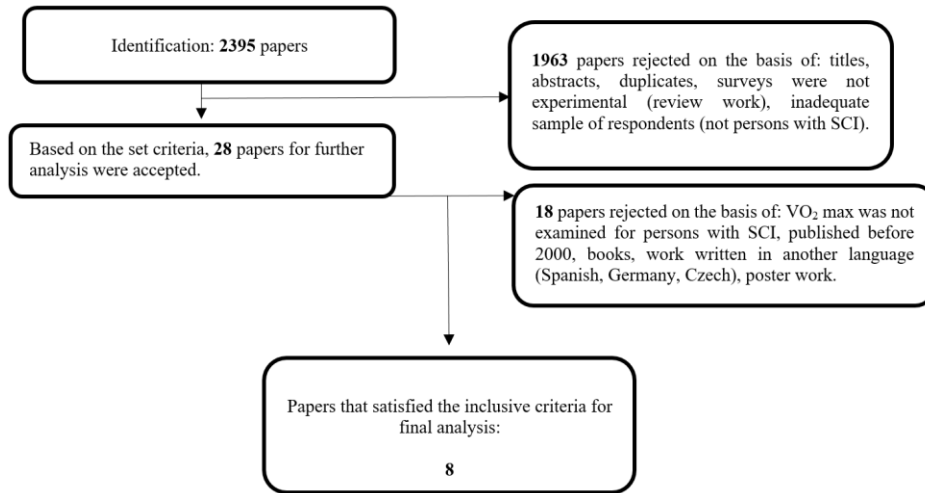 Identification: 2395 papers
1963 papers rejected on the basis of: titles,
abstracts, duplicates, surveys were not
experimental (review work), inadequate
sample of respondents (not persons with SCI).
Based on the set criteria, 28 papers for further
analysis were accepted.
18 papers rejected on the basis of: VO₂ max was not
examined for persons with SCI, published before
2000, books, work written in another language
(Spanish, Germany, Czech), poster work.
Papers that satisfied the inclusive criteria for
final analysis:
8